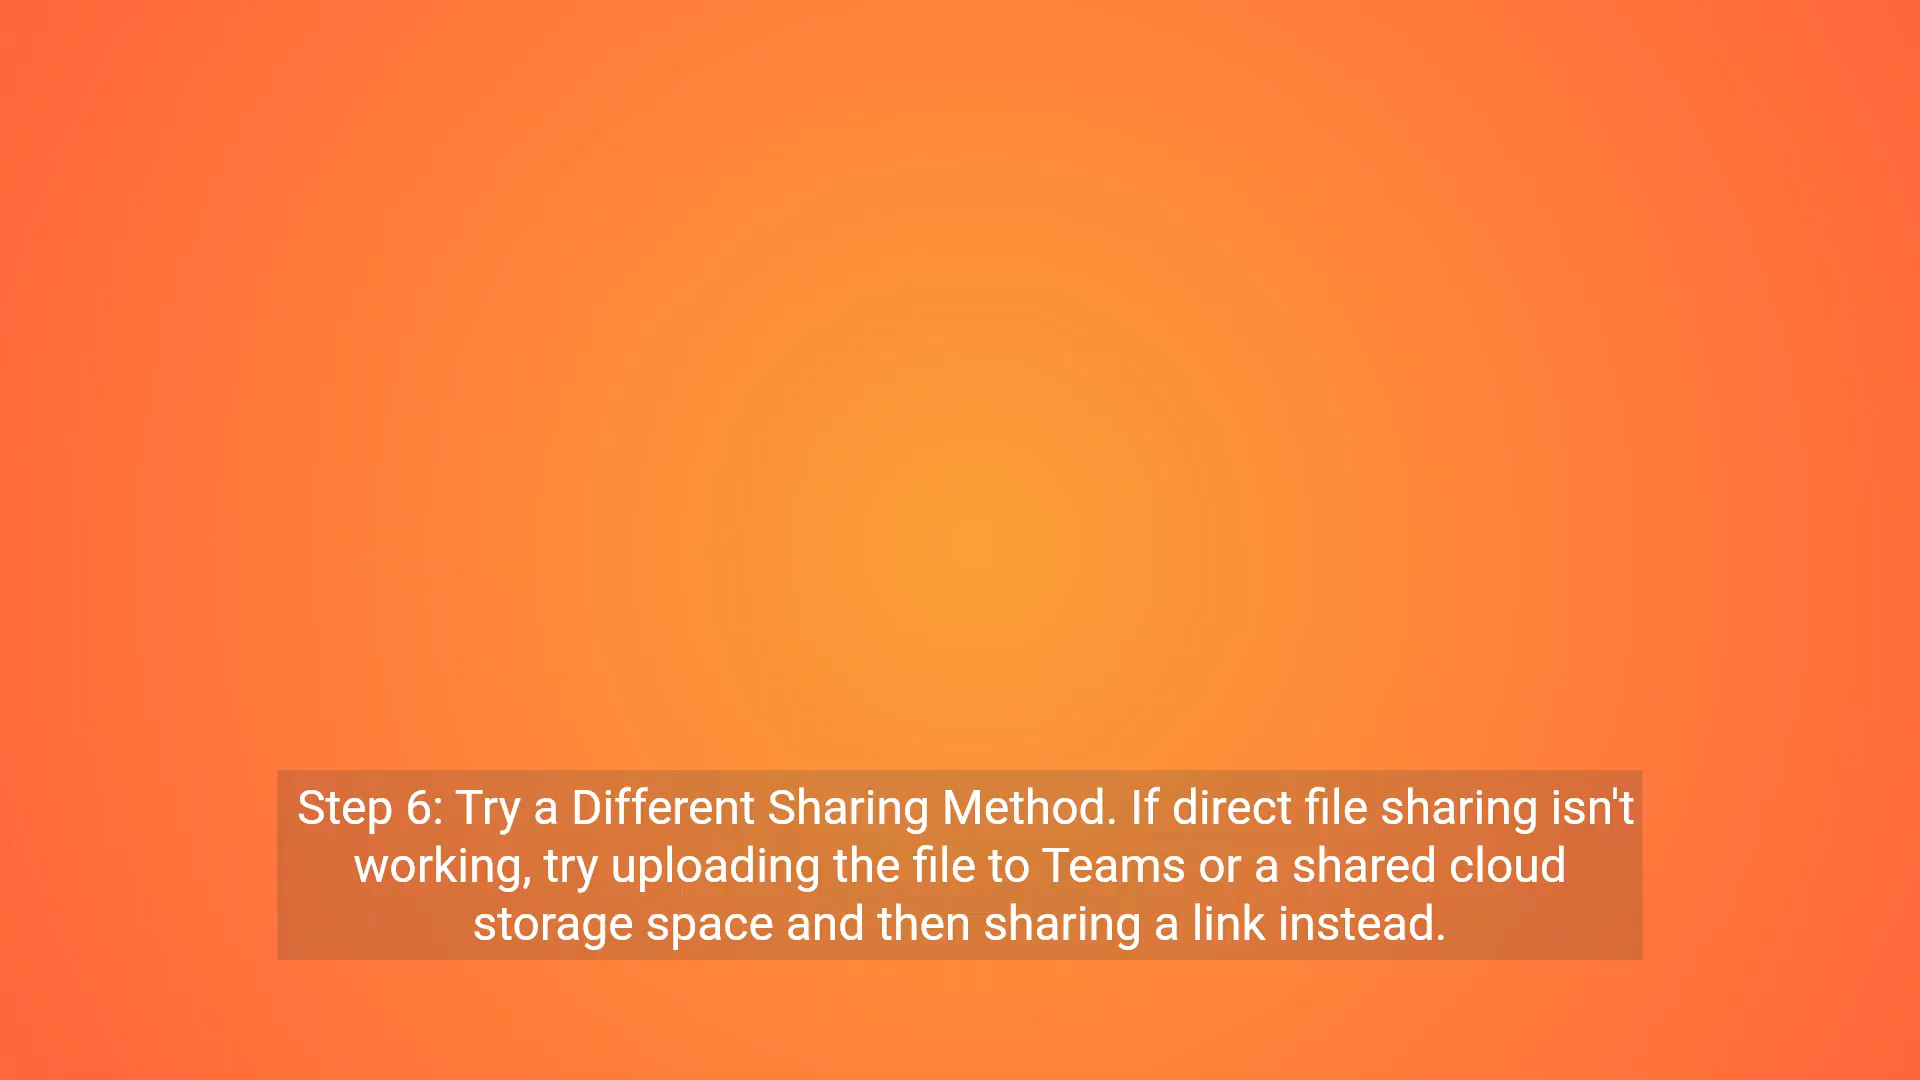 Step 6: Try a Different Sharing Method. If direct file sharing isn't
working, try uploading the file to Teams or a shared cloud
storage space and then sharing a link instead.